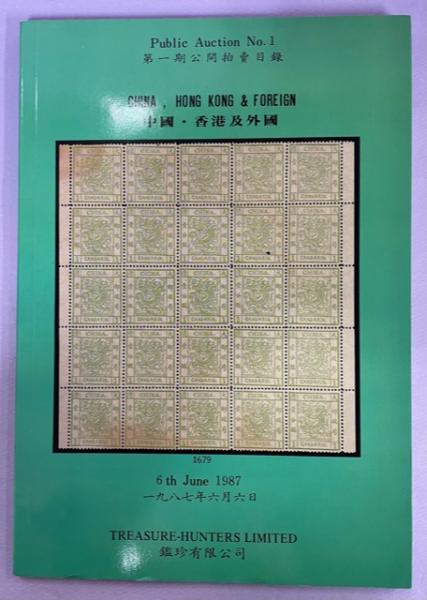 Public Auction No.1
第一期公開拍賣目錄
CHINA , HONG KONG & FOREIGN
中國・香港及外國
1679
6th June 1987
一九八七年六月六日
TREASURE-HUNTERS LIMITED
鑑珍有限公司